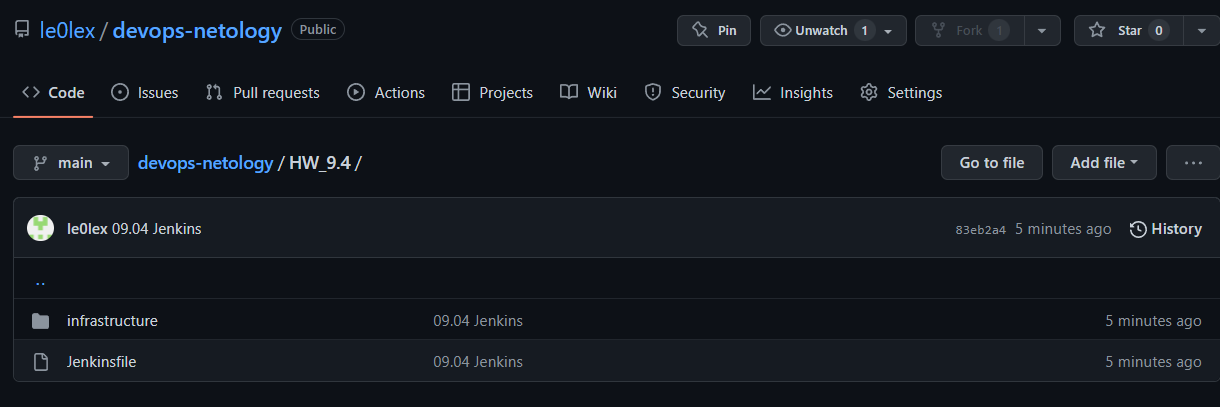 le0lex / devops-netology Public Pin Unwatch 1 Fork 1 Star 0
Code Issues Pull requests Actions Projects Wiki Security Insights Settings
main devops-netology / HW_9.4 / Go to file Add file ...
le0lex 09.04 Jenkins 83eb2a4 5 minutes ago History
..
infrastructure 09.04 Jenkins 5 minutes ago
Jenkinsfile 09.04 Jenkins 5 minutes ago